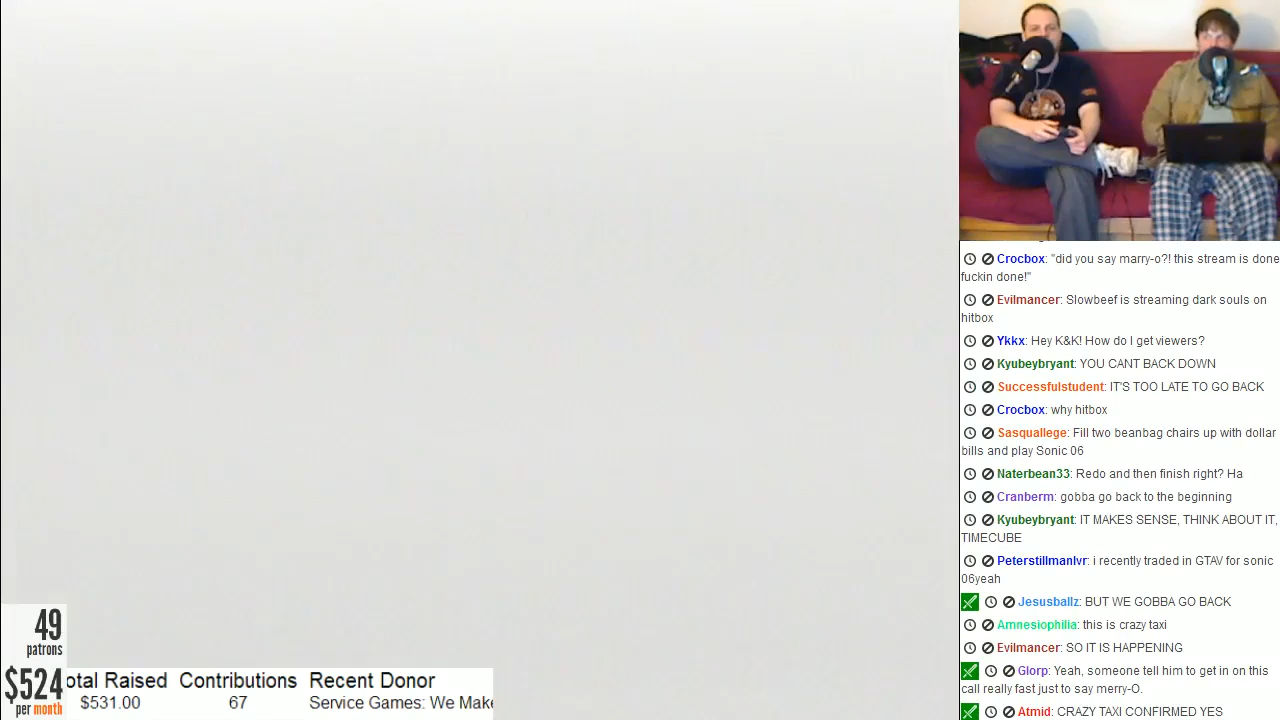 Crocbox: "did you say marry-o?! this stream is done
fuckin done!"
Evilmancer: Slowbeef is streaming dark souls on
hitbox
Ykkx: Hey K&K! How do I get viewers?
Kyubeybryant: YOU CANT BACK DOWN
Successfulstudent: IT'S TOO LATE TO GO BACK
Crocbox: why hitbox
Sasquallege: Fill two beanbag chairs up with dollar
bills and play Sonic 06
Naterbean33: Redo and then finish right? Ha
Cranberm: gobba go back to the beginning
Kyubeybryant: IT MAKES SENSE, THINK ABOUT IT,
TIMECUBE
Peterstillmanlvr: i recently traded in GTAV for sonic
06yeah
Jesusballz: BUT WE GOBBA GO BACK
Amnesiophilia: this is crazy taxi
Evilmancer: SO IT IS HAPPENING
Glorp: Yeah, someone tell him to get in on this
call really fast just to say merry-O.
Atmid: CRAZY TAXI CONFIRMED YES
49
patrons
$524
per month
otal Raised Contributions Recent Donor
$531.00 67 Service Games: We Make